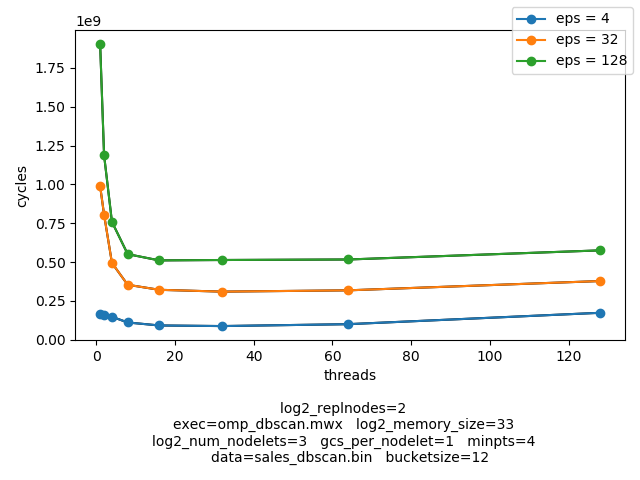 1e9
eps = 4
eps = 32
eps = 128
1.75
1.50
1.25
1.00
0.75
0.50
0.25
0.00
cycles
0 20 40 60 80 100 120
threads
log2_replnodes=2
exec=omp_dbscan.mwx log2_memory_size=33
log2_num_nodelets=3 gcs_per_nodelet=1 minpts=4
data=sales_dbscan.bin bucketsize=12